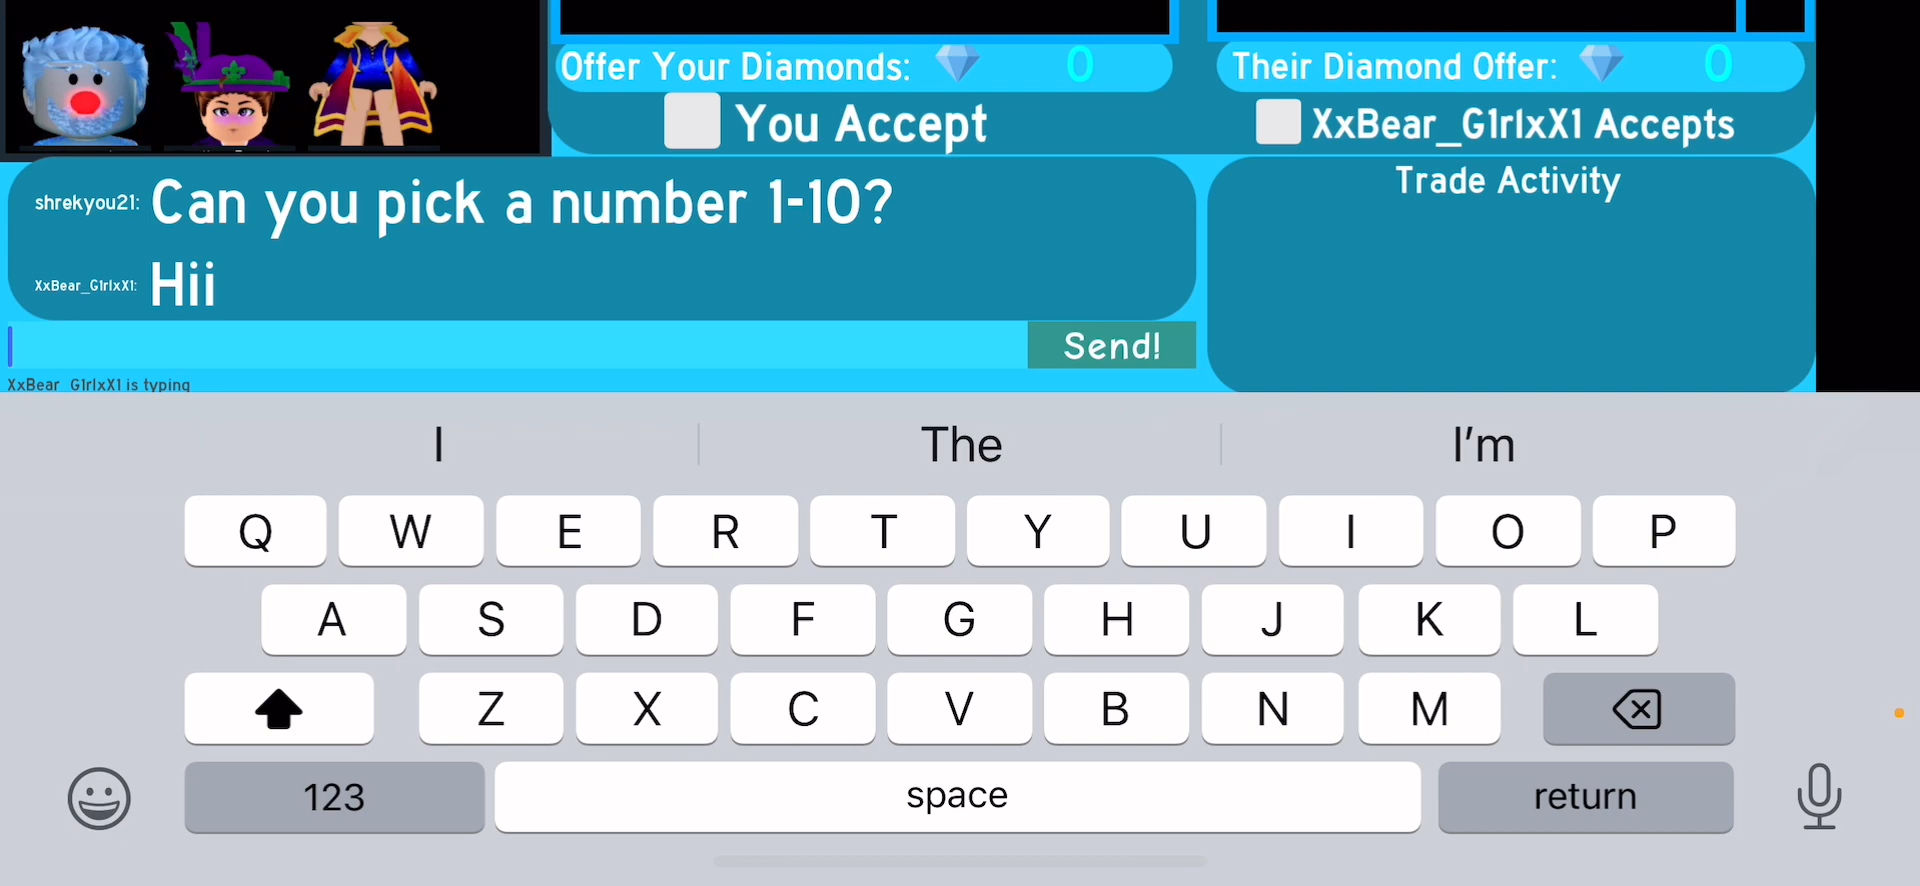 Offer Your Diamonds: 0
Their Diamond Offer: 0
You Accept
XxBear_G1rlxX1 Accepts
shrekyou21: Can you pick a number 1-10?
XxBear_G1rlxX1: Hii
Trade Activity
Send!
XxBear_G1rlxX1 is typing
I The I’m
Q W E R T Y U I O P
A S D F G H J K L
Z X C V B N M
123 space return